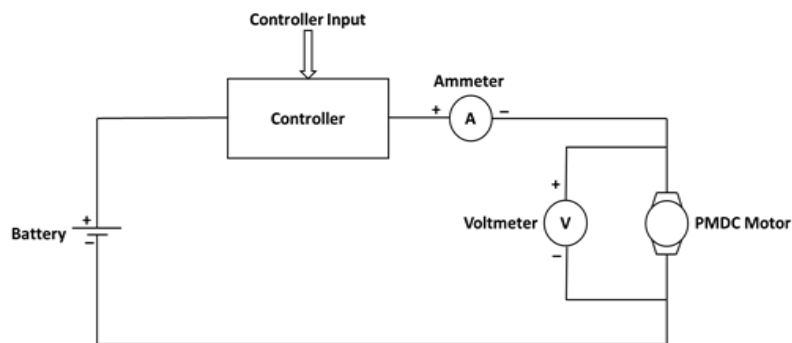 Controller Input
Ammeter
Controller
+ A –
+
Voltmeter V PMDC Motor
–
Battery +
–